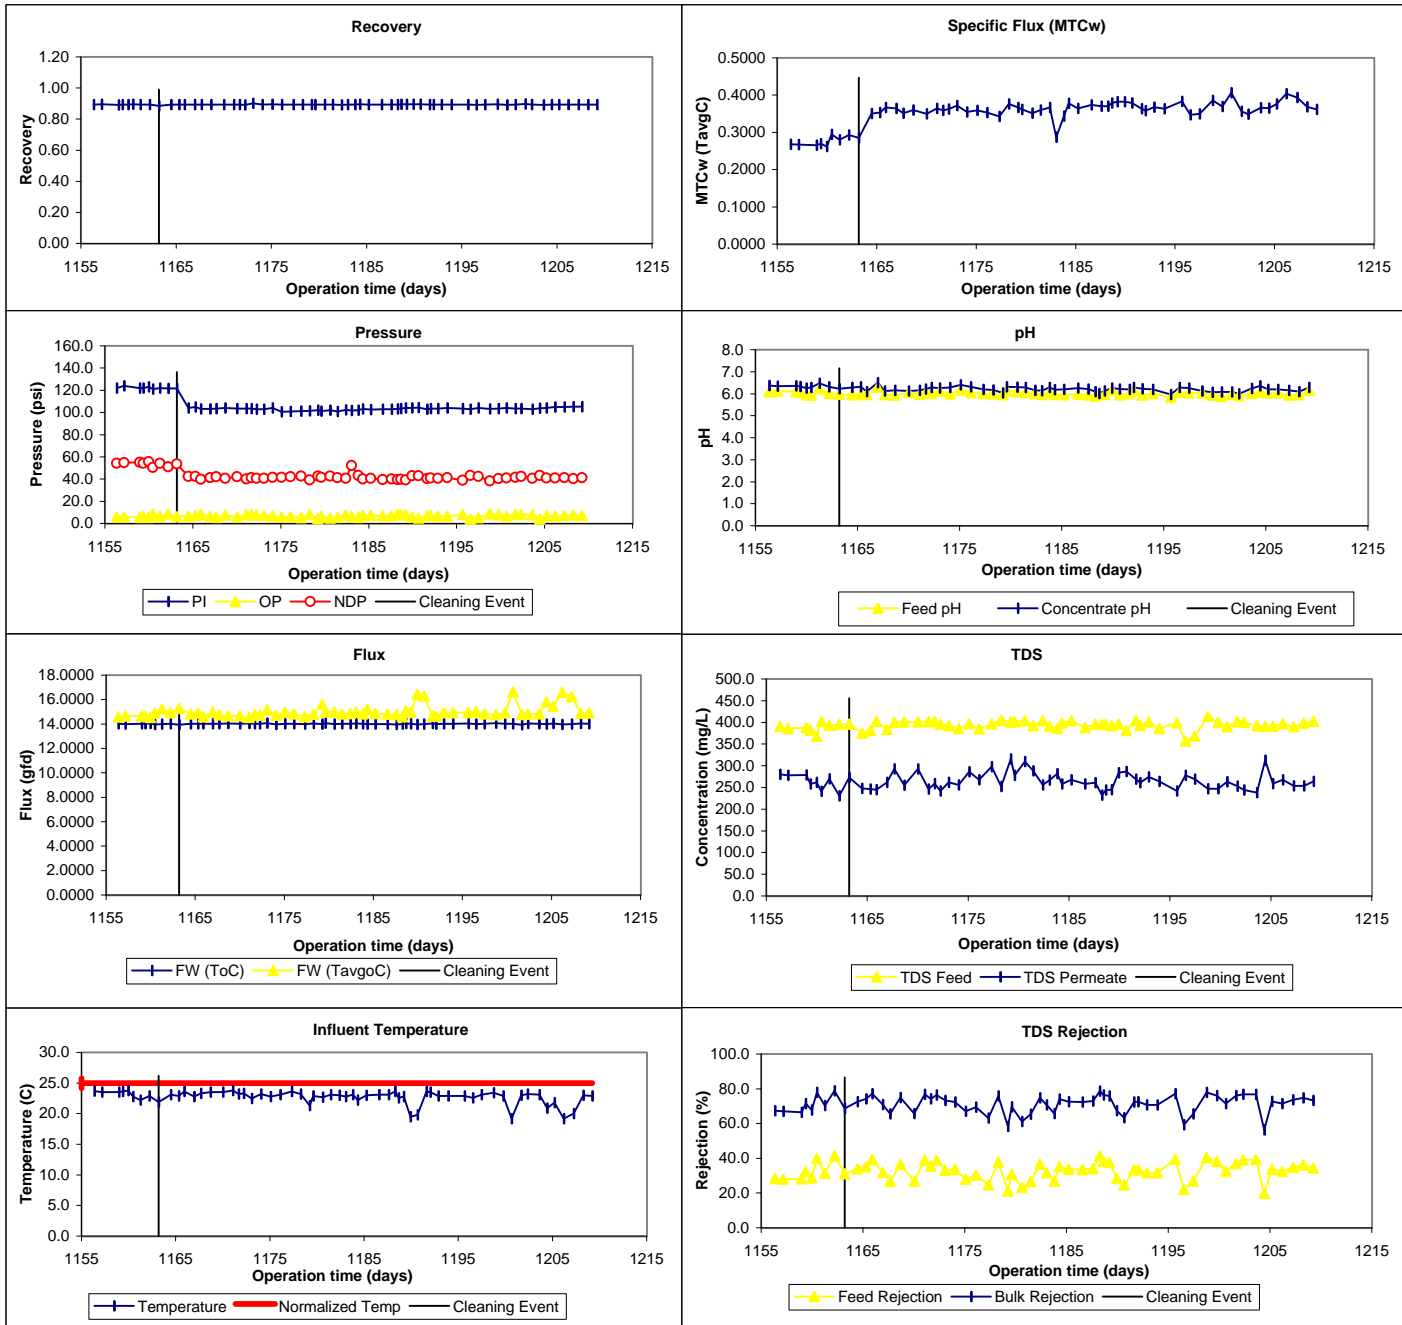 Recovery
1.20
1.00
0.80
0.60
0.40
0.20
0.00
Recovery
1155 1165 1175 1185 1195 1205 1215
Operation time (days)
Specific Flux (MTCw)
0.5000
0.4000
0.3000
0.2000
0.1000
0.0000
MTCw (TavgC)
1155 1165 1175 1185 1195 1205 1215
Operation time (days)
Pressure
160.0
140.0
120.0
100.0
80.0
60.0
40.0
20.0
0.0
Pressure (psi)
1155 1165 1175 1185 1195 1205 1215
Operation time (days)
PI OP NDP Cleaning Event
pH
8.0
7.0
6.0
5.0
4.0
3.0
2.0
1.0
0.0
pH
1155 1165 1175 1185 1195 1205 1215
Operation time (days)
Feed pH Concentrate pH Cleaning Event
Flux
18.0000
16.0000
14.0000
12.0000
10.0000
8.0000
6.0000
4.0000
2.0000
0.0000
Flux (gfd)
1155 1165 1175 1185 1195 1205 1215
Operation time (days)
FW (ToC) FW (TavgoC) Cleaning Event
TDS
500.0
450.0
400.0
350.0
300.0
250.0
200.0
150.0
100.0
50.0
0.0
Concentration (mg/L)
1155 1165 1175 1185 1195 1205 1215
Operation time (days)
TDS Feed TDS Permeate Cleaning Event
Influent Temperature
30.0
25.0
20.0
15.0
10.0
5.0
0.0
Temperature (C)
1155 1165 1175 1185 1195 1205 1215
Operation time (days)
Temperature Normalized Temp Cleaning Event
TDS Rejection
100.0
80.0
60.0
40.0
20.0
0.0
Rejection (%)
1155 1165 1175 1185 1195 1205 1215
Operation time (days)
Feed Rejection Bulk Rejection Cleaning Event